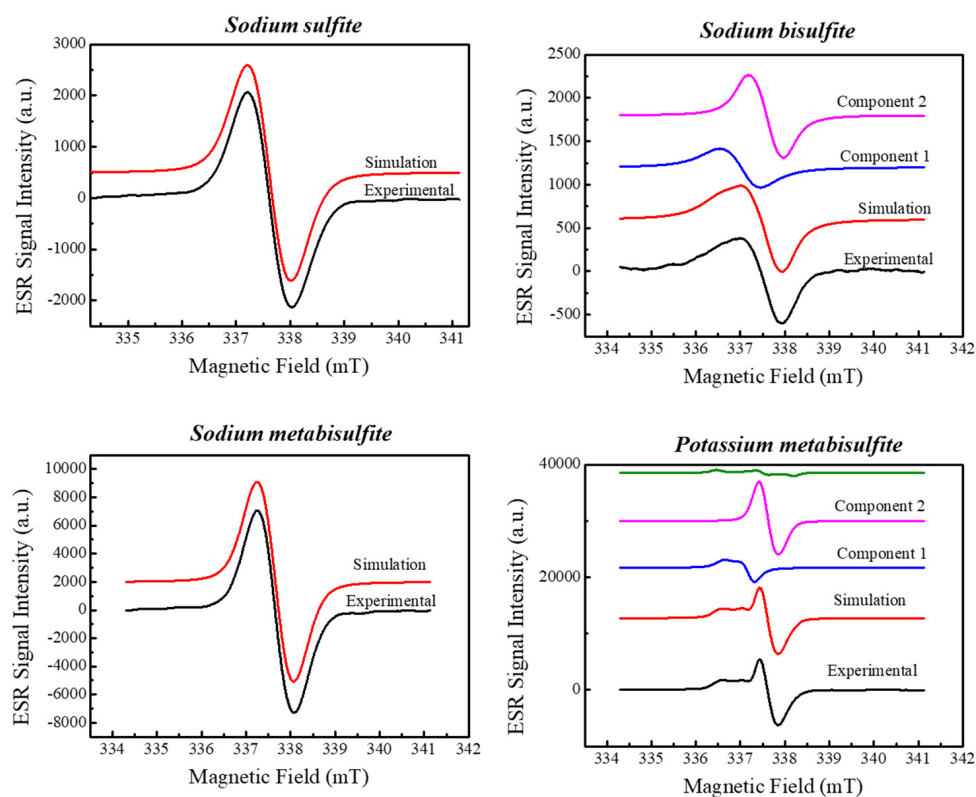 Sodium sulfite
ESR Signal Intensity (a.u.)
3000
2000
1000
0
-1000
-2000
Simulation
Experimental
335 336 337 338 339 340 341
Magnetic Field (mT)
Sodium bisulfite
ESR Signal Intensity (a.u.)
2500
2250
1750
1500
1000
500
0
-500
Component 2
Component 1
Simulation
Experimental
334 335 336 337 338 339 340 341 342
Magnetic Field (mT)
Sodium metabisulfite
ESR Signal Intensity (a.u.)
10000
8000
6000
4000
2000
0
-2000
-4000
-6000
-8000
Simulation
Experimental
334 335 336 337 338 339 340 341 342
Magnetic Field (mT)
Potassium metabisulfite
ESR Signal Intensity (a.u.)
40000
20000
0
Component 2
Component 1
Simulation
Experimental
334 335 336 337 338 339 340 341 342
Magnetic Field (mT)